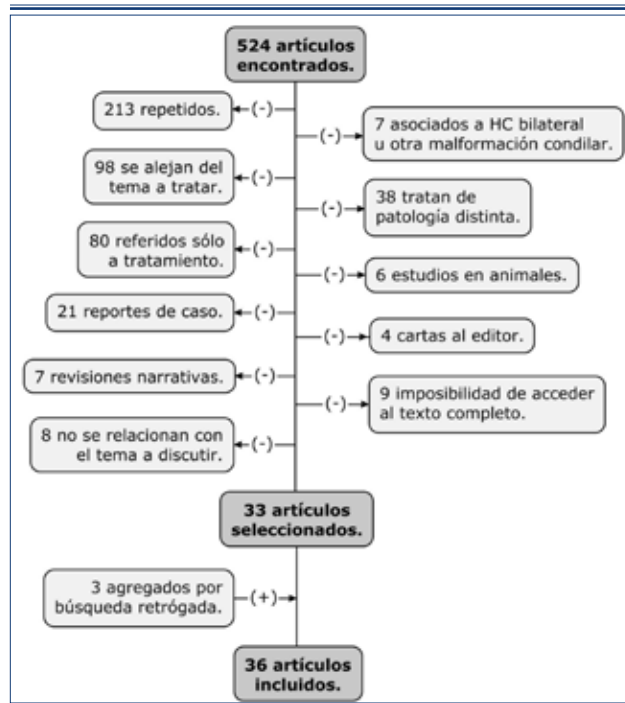 524 artículos
encontrados.
213 repetidos.
(-)
(-)
7 asociados a HC bilateral
u otra malformación condilar.
98 se alejan del
tema a tratar.
(-)
(-)
38 tratan de
patología distinta.
80 referidos sólo
a tratamiento.
(-)
(-)
6 estudios en animales.
21 reportes de caso.
(-)
(-)
4 cartas al editor.
7 revisiones narrativas.
(-)
(-)
9 imposibilidad de acceder
al texto completo.
8 no se relacionan con
el tema a discutir.
(-)
33 artículos
seleccionados.
3 agregados por
búsqueda retrógada.
(+)
36 artículos
incluidos.